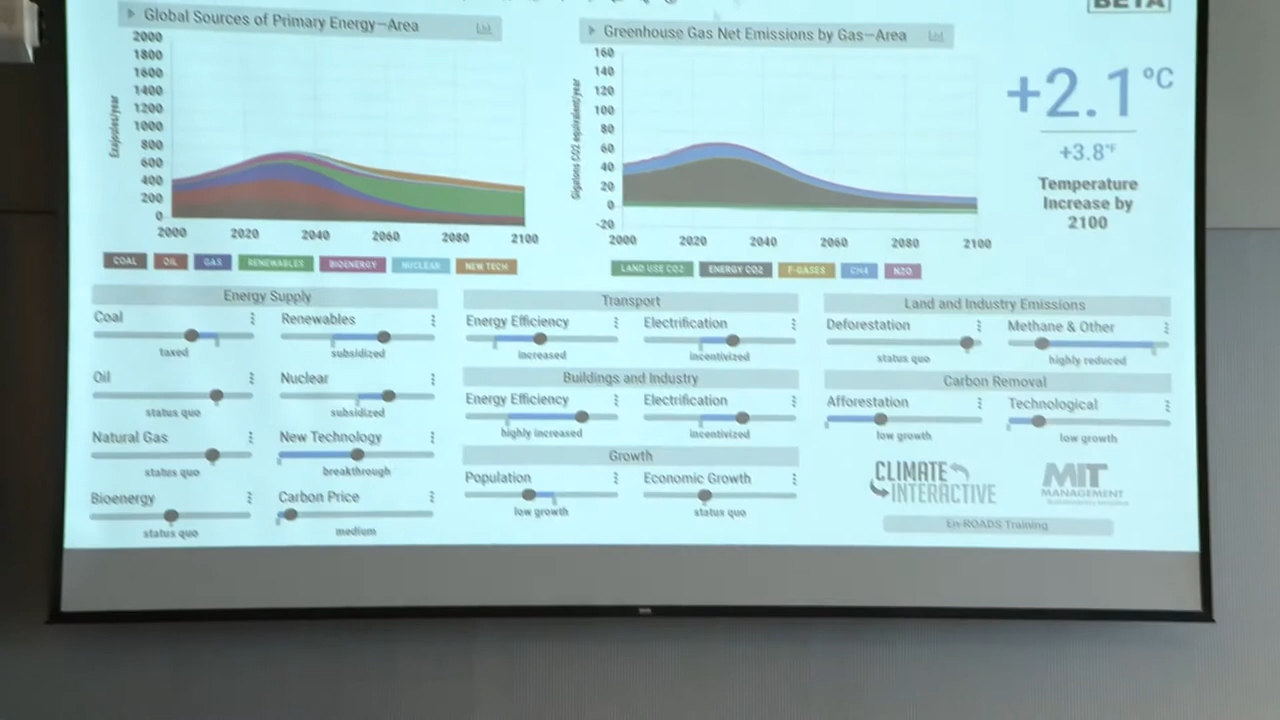 BETA
Global Sources of Primary Energy—Area
2000
1800
1600
1400
1200
1000
800
600
400
200
0
Exajoules/year
2000 2020 2040 2060 2080 2100
COAL OIL GAS RENEWABLES BIOENERGY NUCLEAR NEW TECH
Greenhouse Gas Net Emissions by Gas—Area
160
140
120
100
80
60
40
20
0
-20
Gigatons CO2 equivalent/year
2000 2020 2040 2060 2080 2100
LAND USE CO2 ENERGY CO2 F-GASES CH4 N2O
+2.1°C
+3.8°F
Temperature
Increase by
2100
Energy Supply
Coal
taxed
Renewables
subsidized
Oil
status quo
Nuclear
subsidized
Natural Gas
status quo
New Technology
breakthrough
Bioenergy
status quo
Carbon Price
medium
Transport
Energy Efficiency
increased
Electrification
incentivized
Buildings and Industry
Energy Efficiency
highly increased
Electrification
incentivized
Growth
Population
low growth
Economic Growth
status quo
Land and Industry Emissions
Deforestation
status quo
Methane & Other
highly reduced
Carbon Removal
Afforestation
low growth
Technological
low growth
CLIMATE
INTERACTIVE
MIT
MANAGEMENT
En-ROADS Training